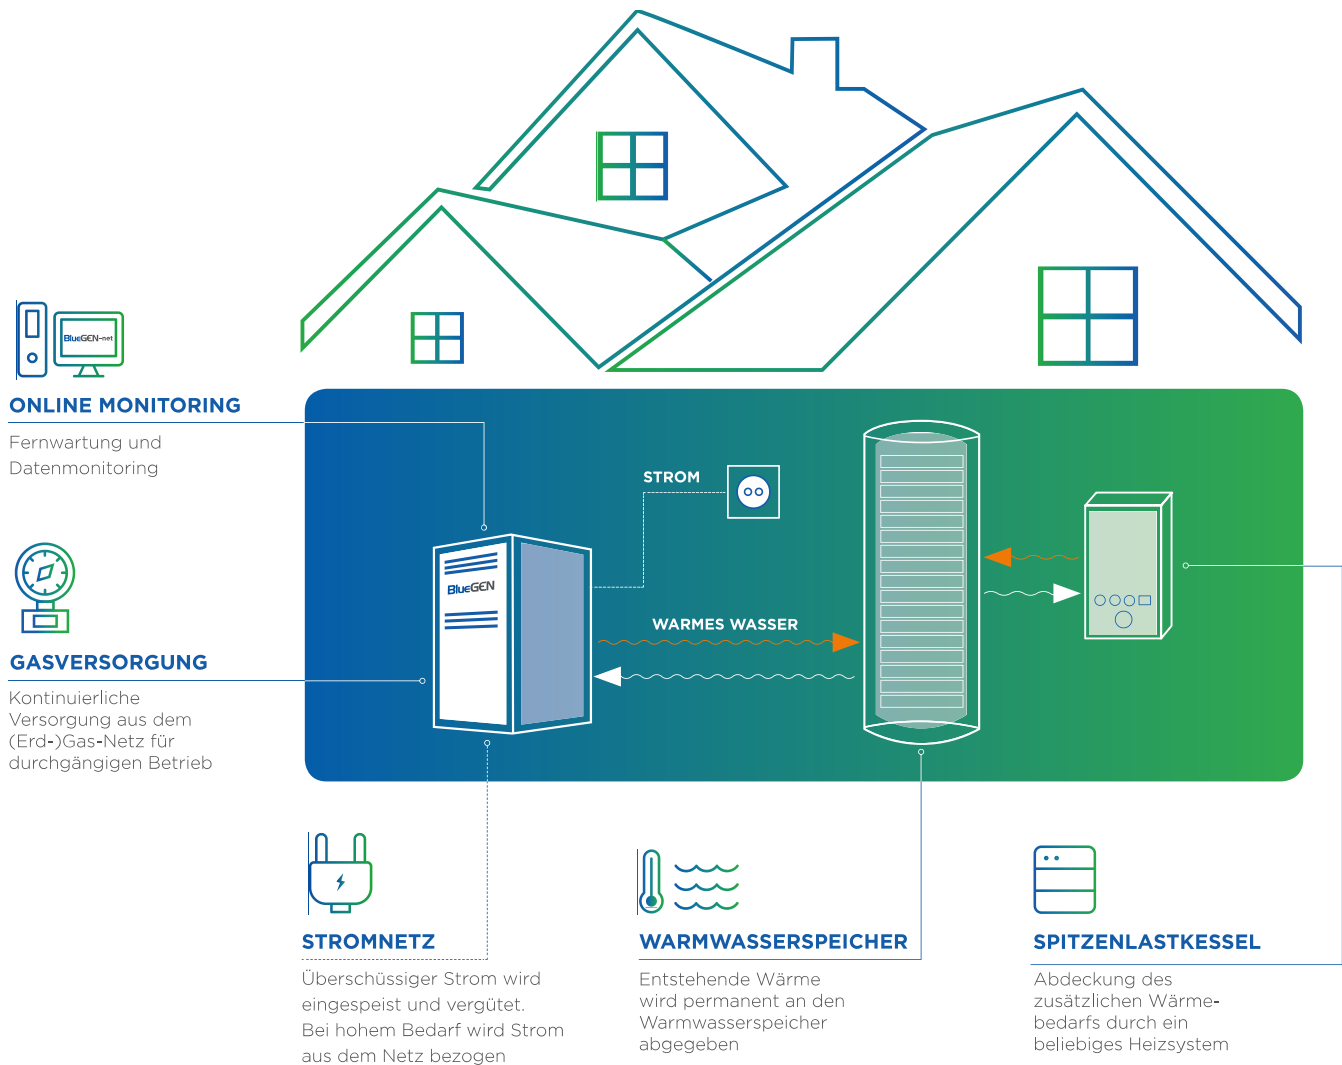 BlueGEN-net
ONLINE MONITORING
Fernwartung und
Datenmonitoring
STROM
BlueGEN
WARMES WASSER
GASVERSORGUNG
Kontinuierliche
Versorgung aus dem
(Erd-)Gas-Netz für
durchgängigen Betrieb
STROMNETZ
Überschüssiger Strom wird
eingespeist und vergütet.
Bei hohem Bedarf wird Strom
aus dem Netz bezogen
WARMWASSERSPEICHER
Entstehende Wärme
wird permanent an den
Warmwasserspeicher
abgegeben
SPITZENLASTKESSEL
Abdeckung des
zusätzlichen Wärme-
bedarfs durch ein
beliebiges Heizsystem